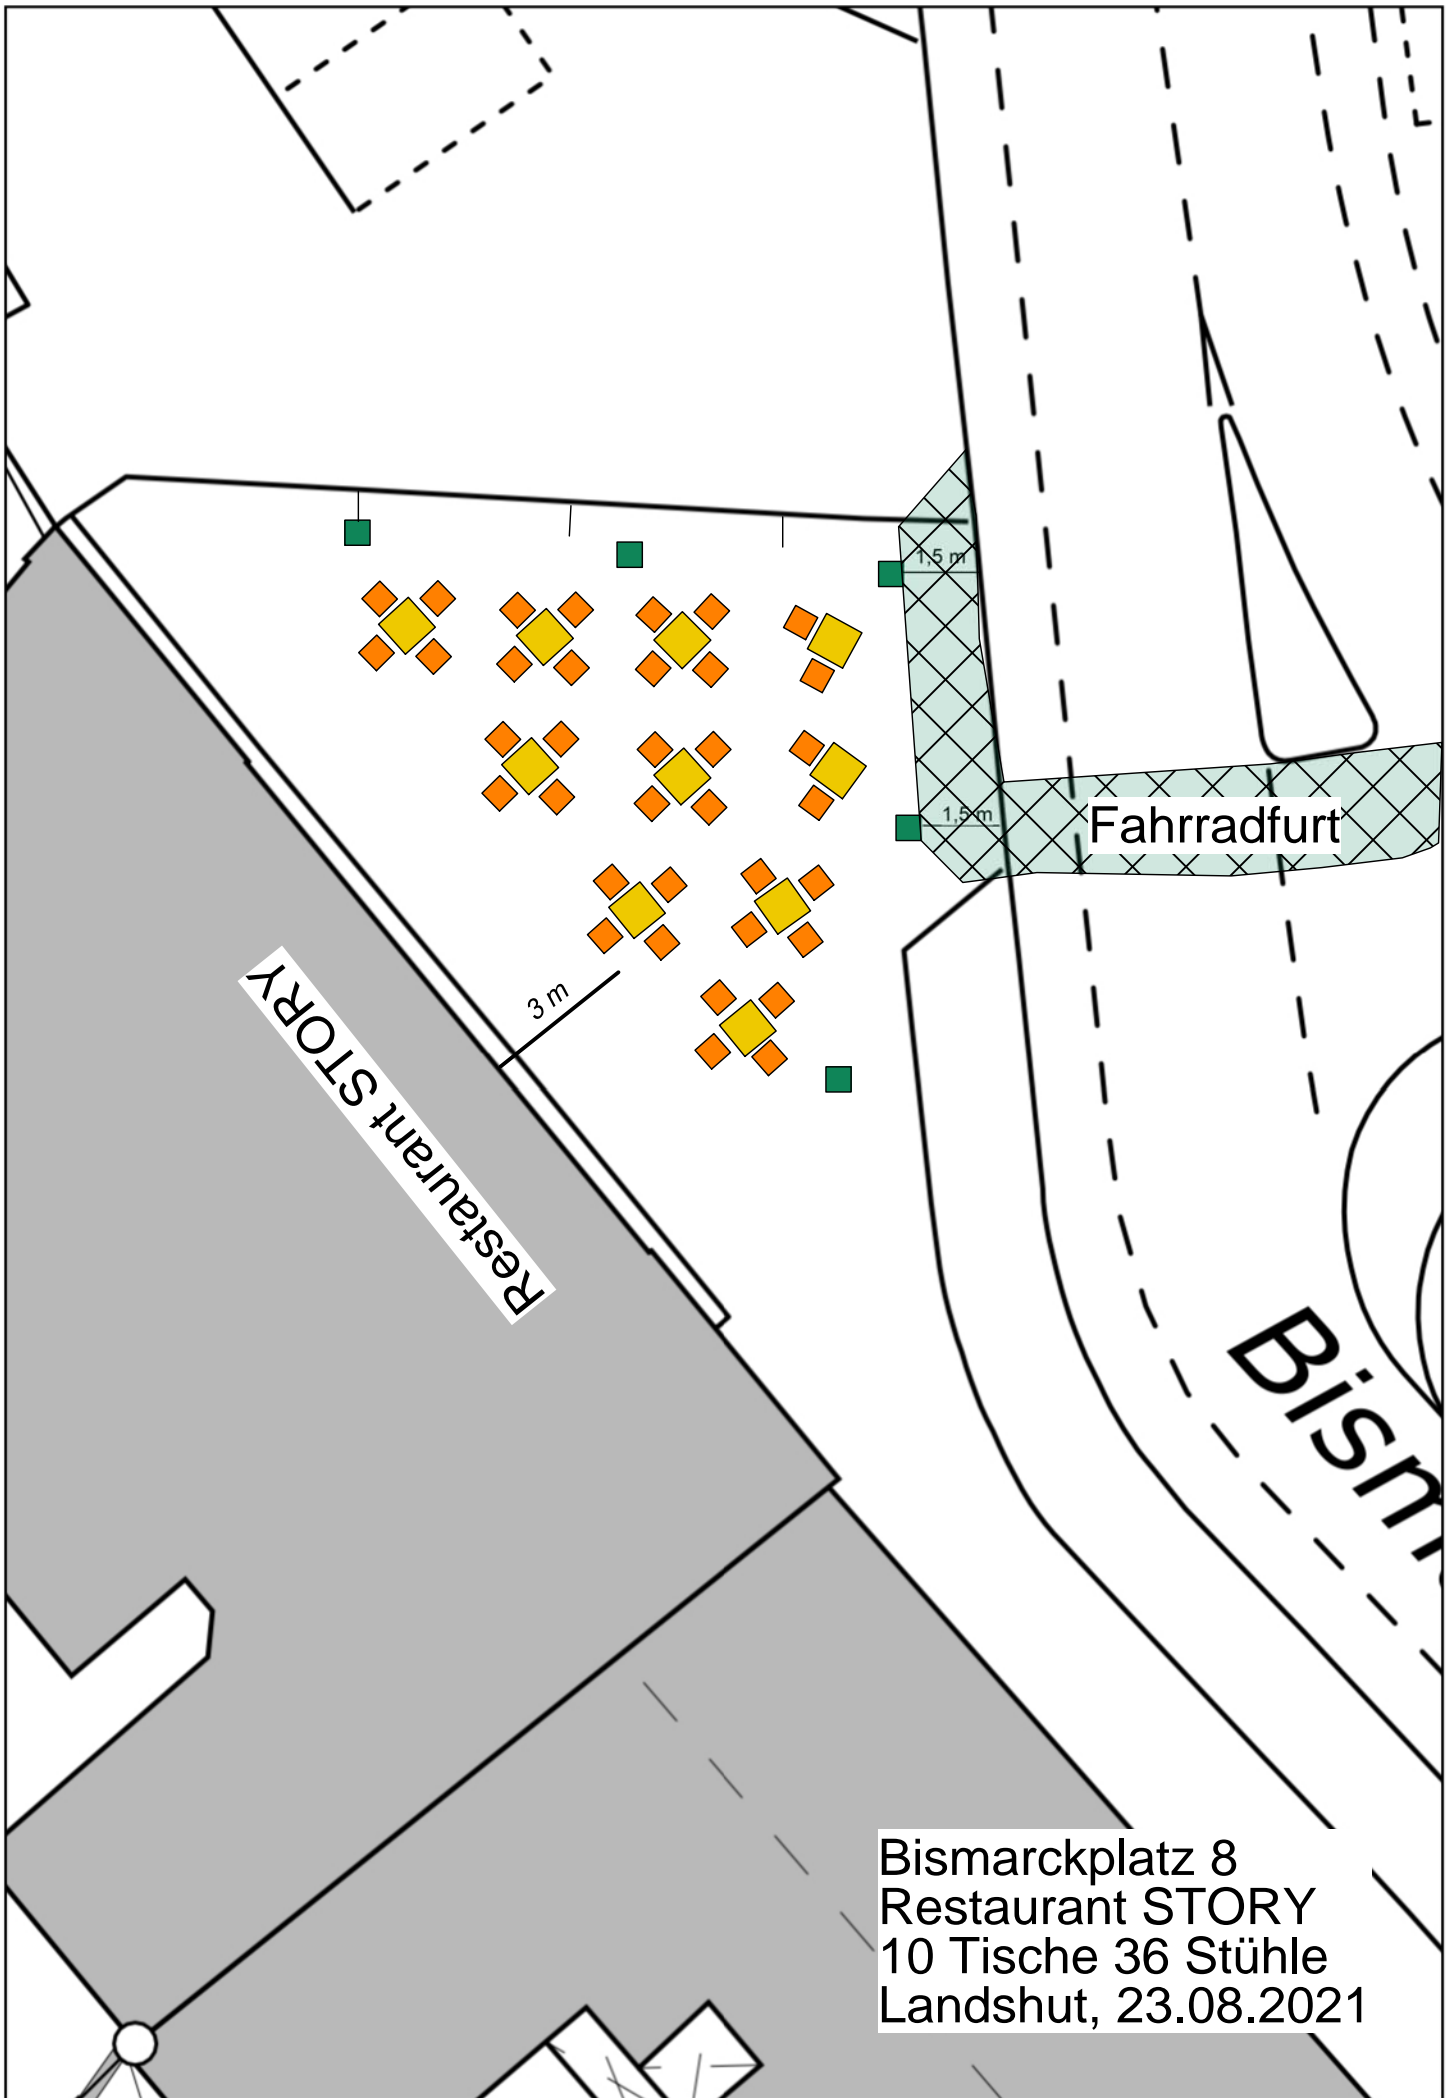 1,5 m
1,5 m
Fahrradfurt
3 m
Restaurant STORY
Bism
Bismarckplatz 8
Restaurant STORY
10 Tische 36 Stühle
Landshut, 23.08.2021